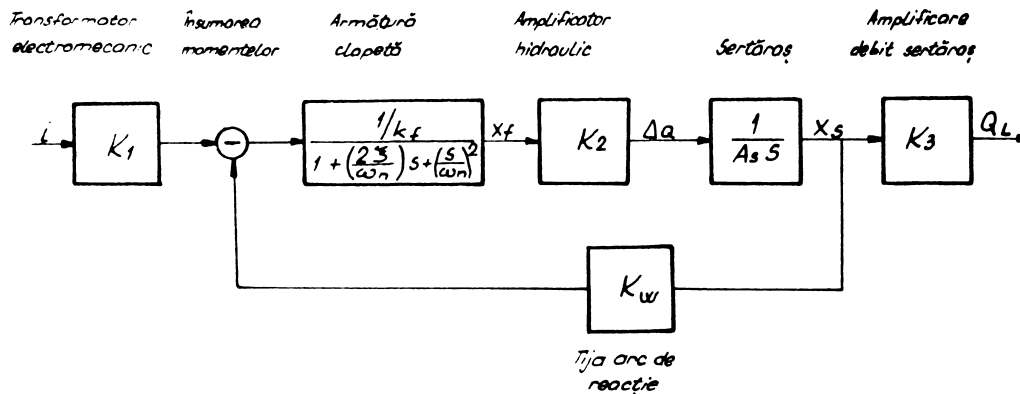 Transformator
electromecanic
Însumarea
momentelor
Armătură
clapetă
Amplificator
hidraulic
Sertăraș
Amplificare
debit sertăraș
i
K1
−
1/kf
1 + (2ξ/ωn) s + (s/ωn)²
xf
K2
ΔQ
1
As s
xs
K3
QL
Kw
Tija arc de
reacție